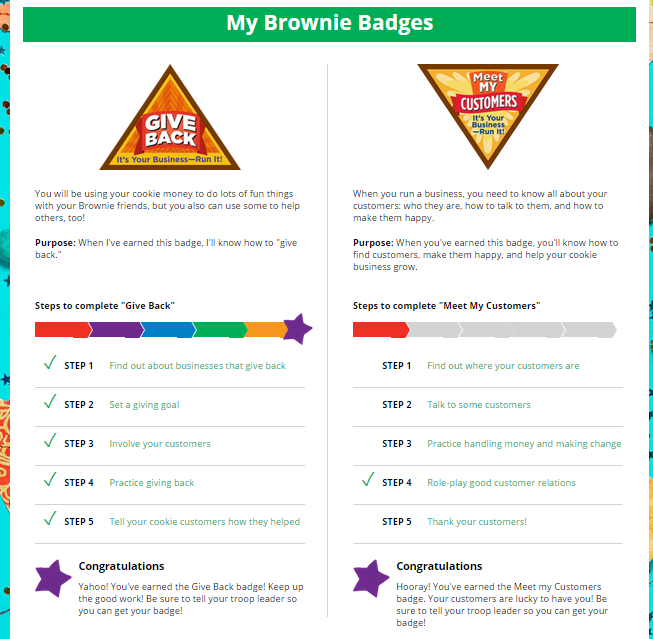 My Brownie Badges
GIVE
BACK
It's Your Business—Run It!
You will be using your cookie money to do lots of fun things
with your Brownie friends, but you also can use some to help
others, too!
Purpose: When I've earned this badge, I'll know how to "give
back."
Steps to complete "Give Back"
STEP 1 Find out about businesses that give back
STEP 2 Set a giving goal
STEP 3 Involve your customers
STEP 4 Practice giving back
STEP 5 Tell your cookie customers how they helped
Congratulations
Yahoo! You've earned the Give Back badge! Keep up
the good work! Be sure to tell your troop leader so
you can get your badge!
Meet
MY
CUSTOMERS
It's Your
Business
—Run It!
When you run a business, you need to know all about your
customers: who they are, how to talk to them, and how to
make them happy.
Purpose: When you've earned this badge, you'll know how to
find customers, make them happy, and help your cookie
business grow.
Steps to complete "Meet My Customers"
STEP 1 Find out where your customers are
STEP 2 Talk to some customers
STEP 3 Practice handling money and making change
STEP 4 Role-play good customer relations
STEP 5 Thank your customers!
Congratulations
Hooray! You've earned the Meet my Customers
badge. Your customers are lucky to have you! Be
sure to tell your troop leader so you can get your
badge!